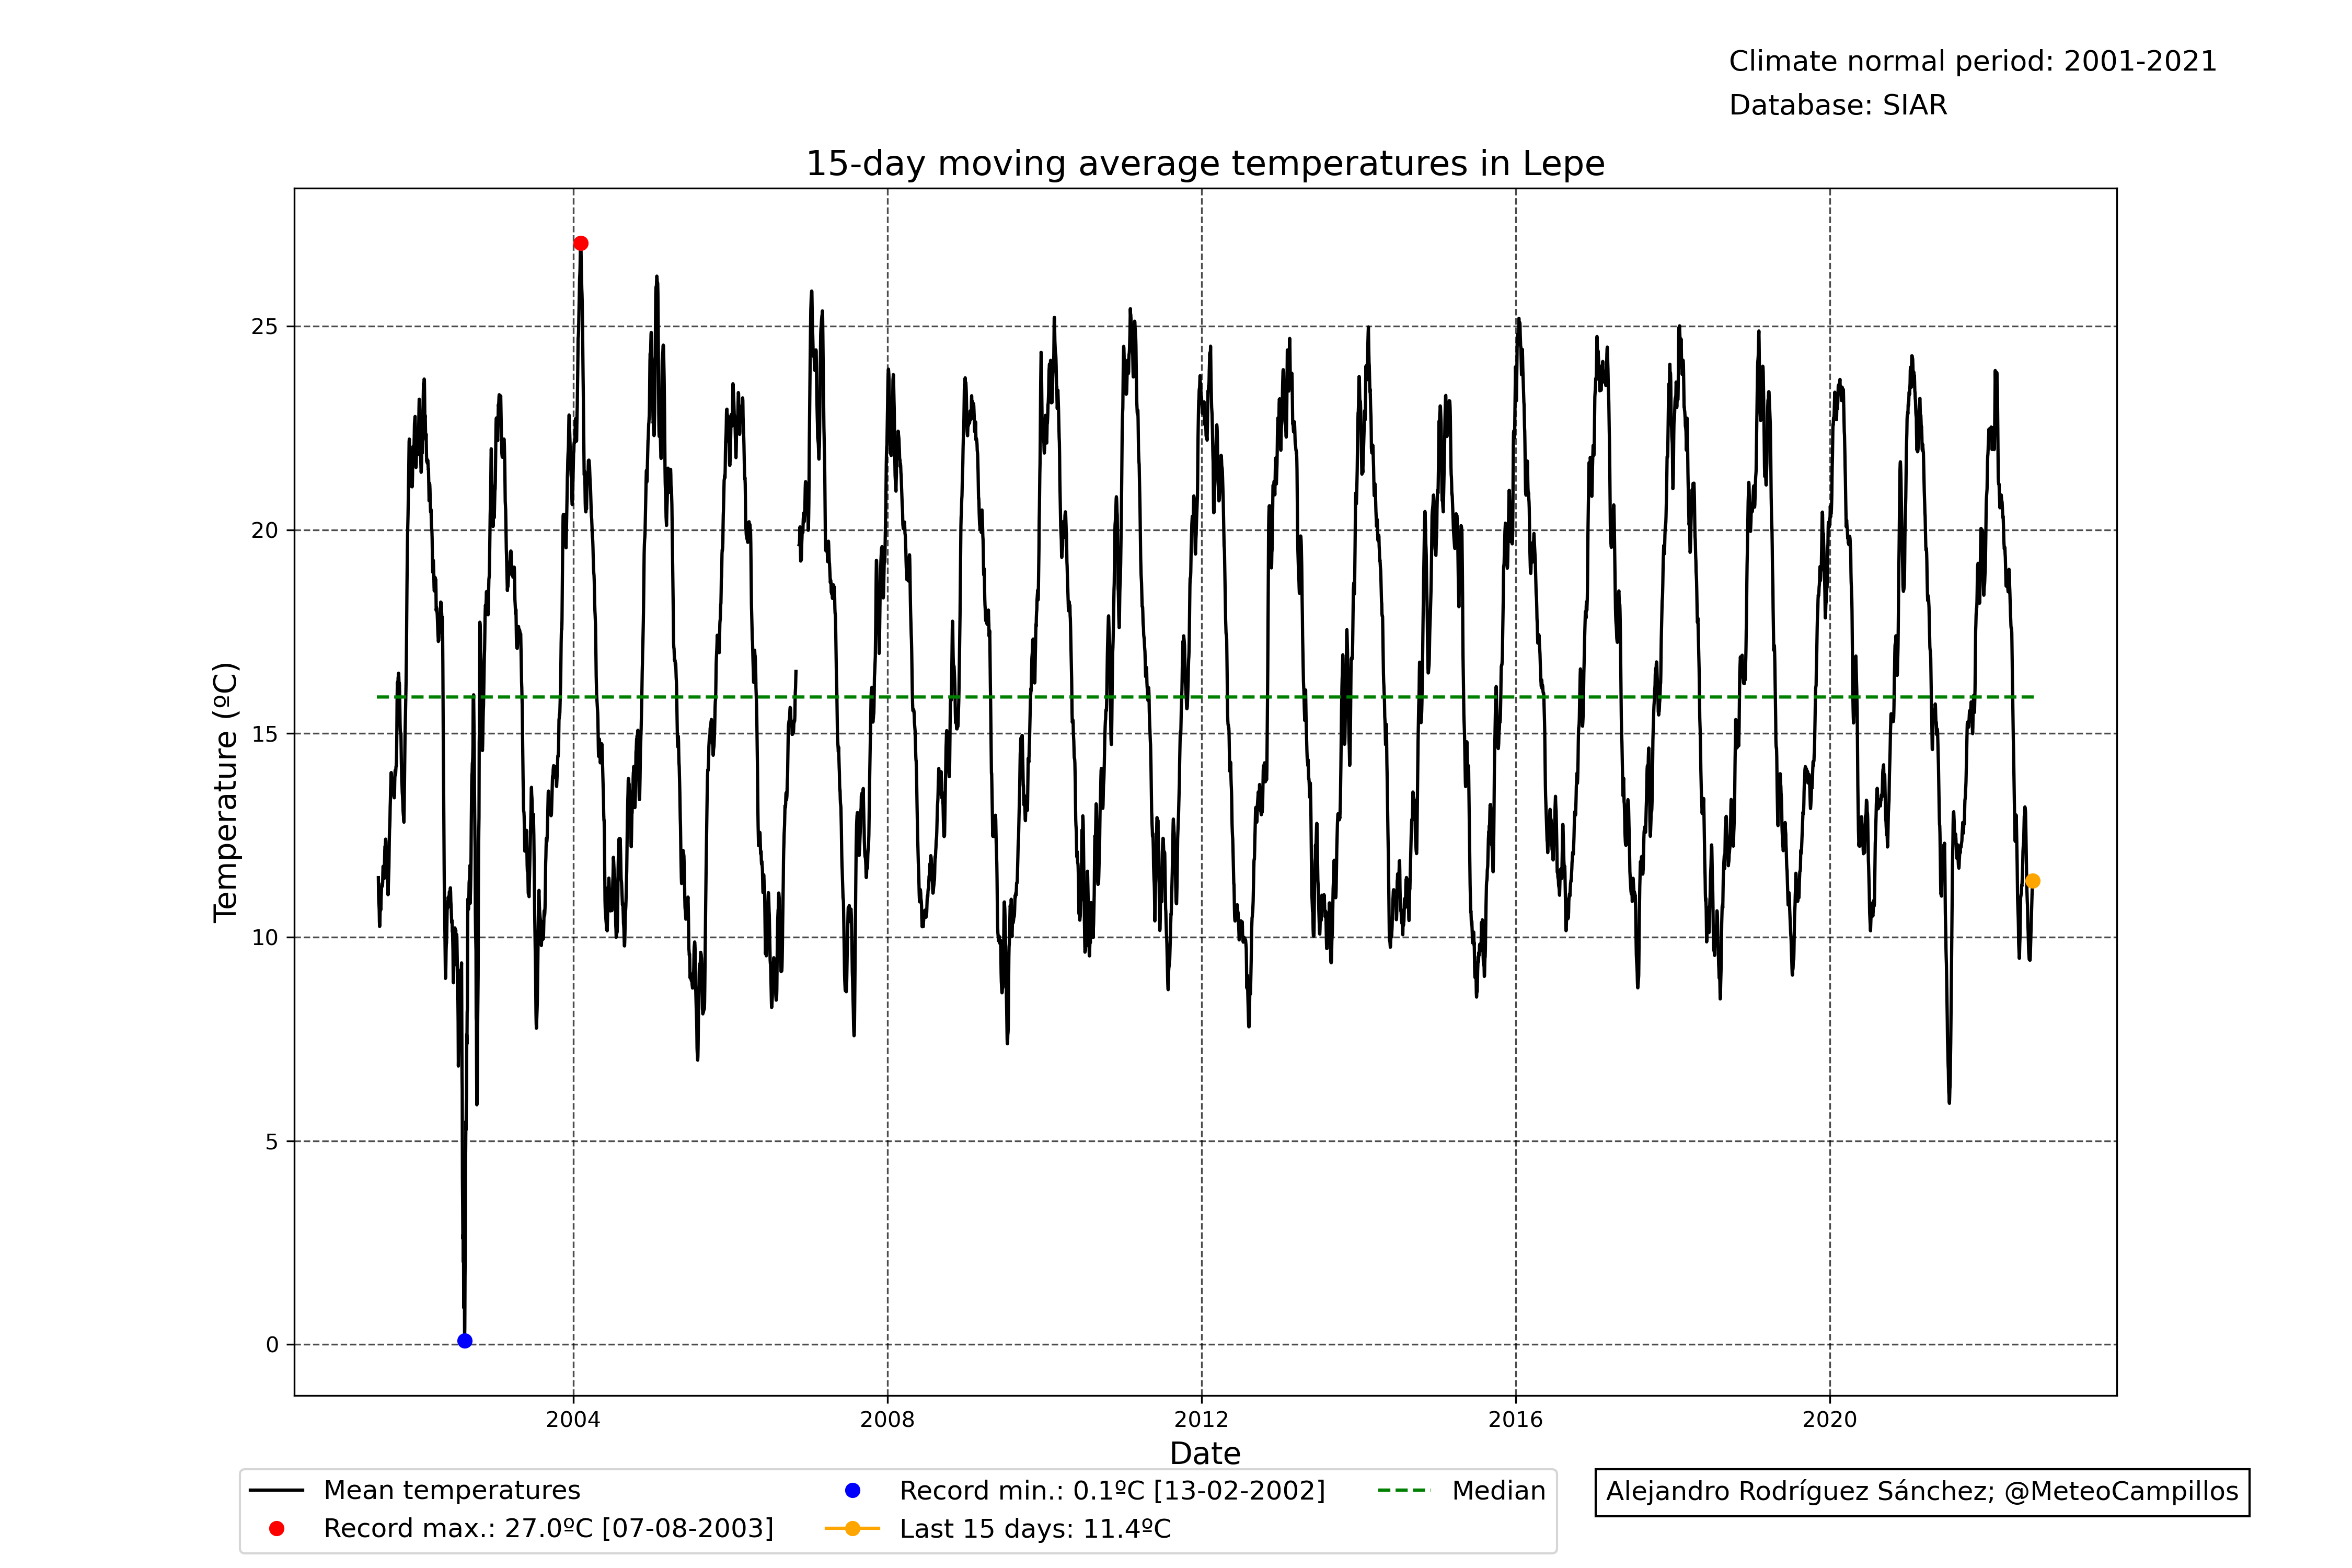 Climate normal period: 2001-2021
Database: SIAR
15-day moving average temperatures in Lepe
Temperature (ºC)
25
20
15
10
5
0
2004 2008 2012 2016 2020
Date
Mean temperatures
Record max.: 27.0ºC [07-08-2003]
Record min.: 0.1ºC [13-02-2002]
Last 15 days: 11.4ºC
Median
Alejandro Rodríguez Sánchez; @MeteoCampillos